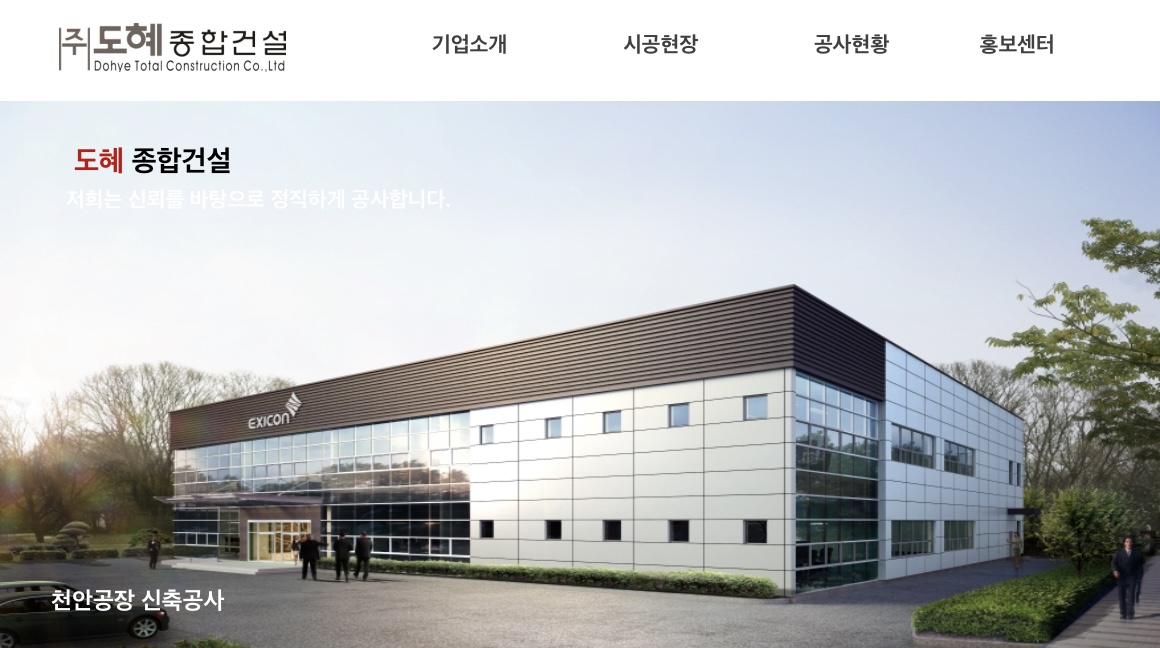 주 도혜 종합건설
Dohye Total Construction Co.,Ltd
기업소개 시공현장 공사현황 홍보센터
도혜 종합건설
저희는 신뢰를 바탕으로 정직하게 공사합니다.
EXICON
천안공장 신축공사